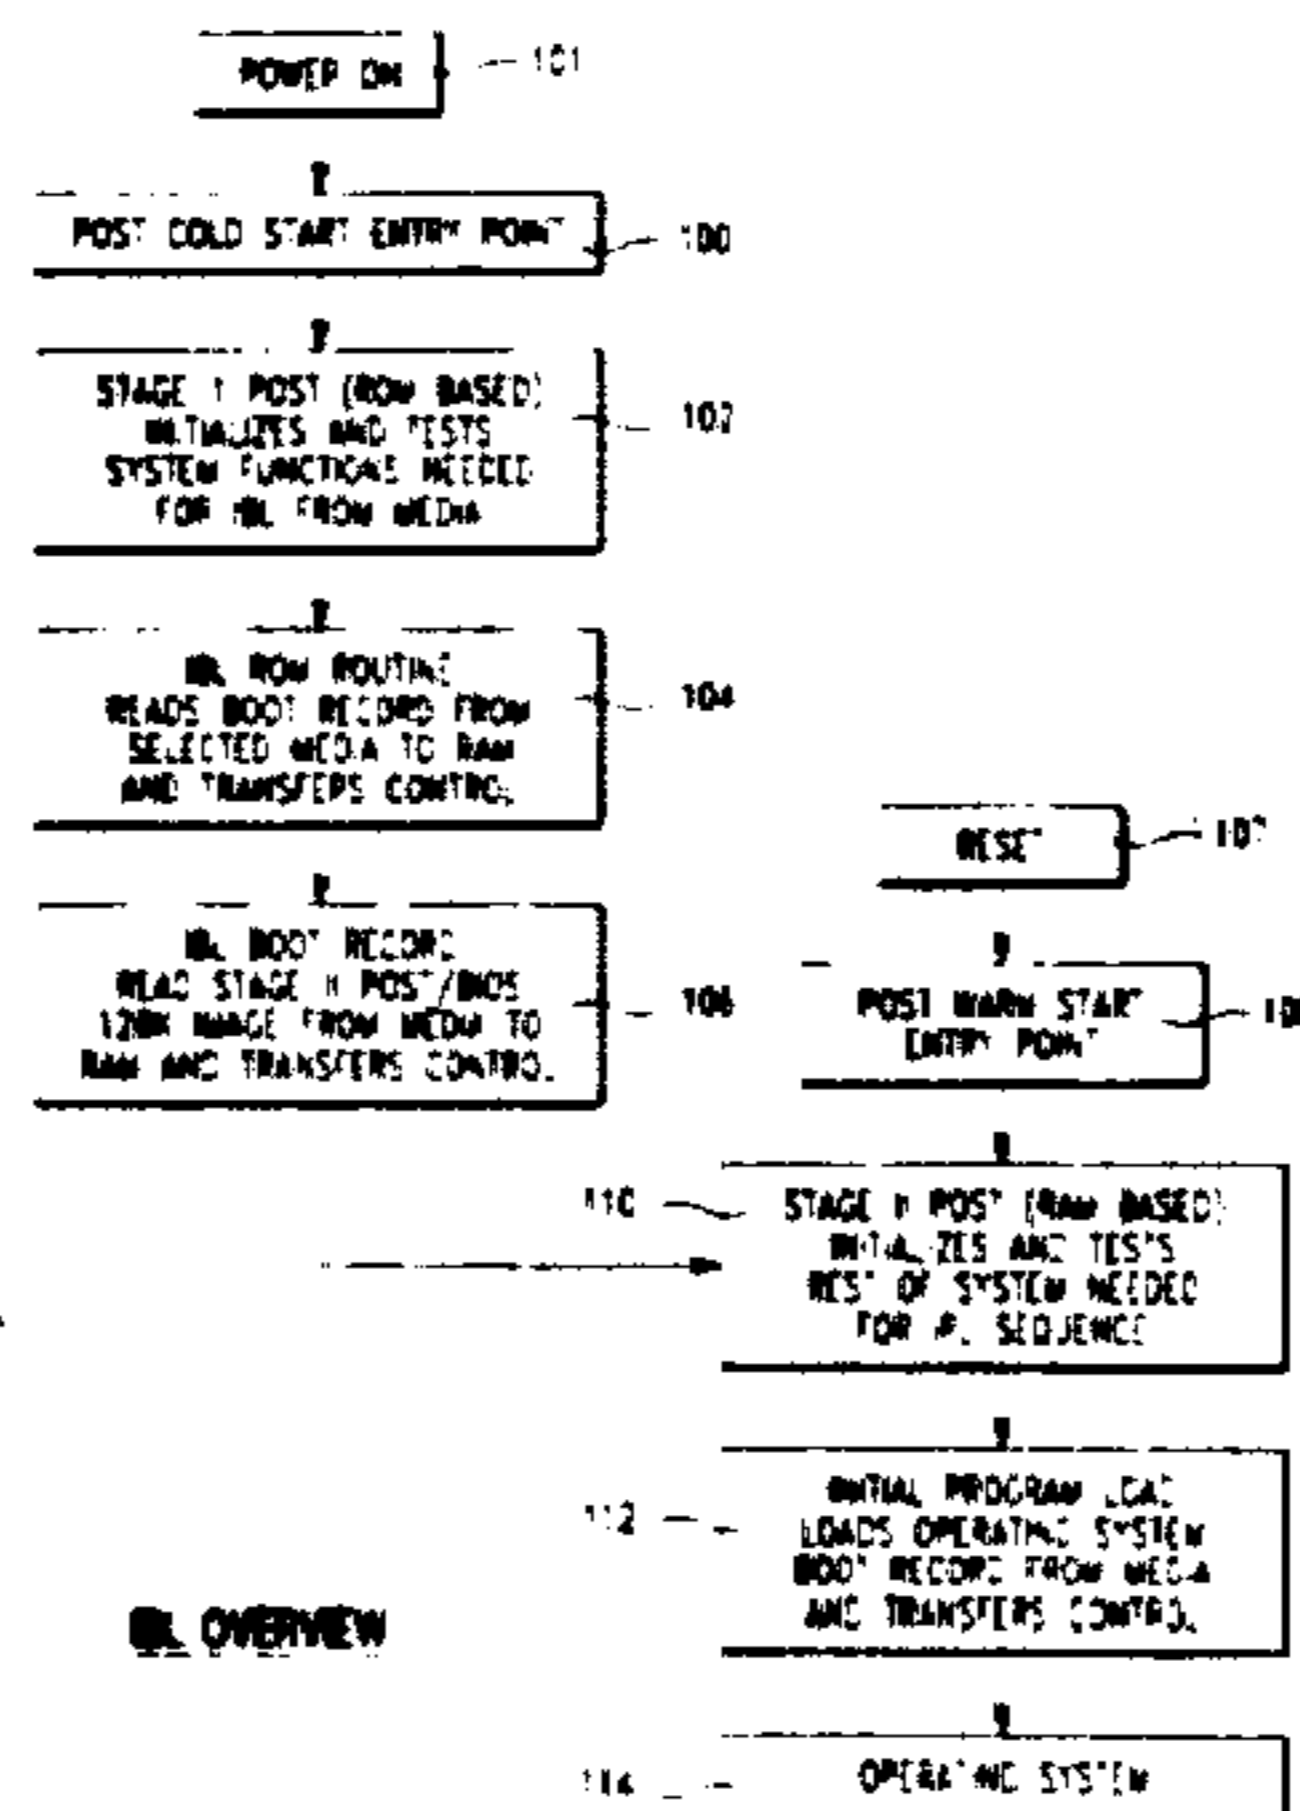 POWER ON
101
POST COLD START ENTRY POINT
100
STAGE I POST (ROM BASED)
INITIALIZES AND TESTS
SYSTEM FUNCTIONS NEEDED
FOR IBL FROM MEDIA
102
IBL ROM ROUTINE
READS BOOT RECORD FROM
SELECTED MEDIA TO RAM
AND TRANSFERS CONTROL
104
IBL BOOT RECORD
READ STAGE II POST/BIOS
128K IMAGE FROM MEDIA TO
RAM AND TRANSFERS CONTROL
106
RESET
POST WARM START
ENTRY POINT
110
STAGE II POST (RAM BASED)
INITIALIZES AND TESTS
REST OF SYSTEM NEEDED
FOR IPL SEQUENCE
112
INITIAL PROGRAM LOAD
LOADS OPERATING SYSTEM
BOOT RECORD FROM MEDIA
AND TRANSFERS CONTROL
114
OPERATING SYSTEM
IBL OVERVIEW